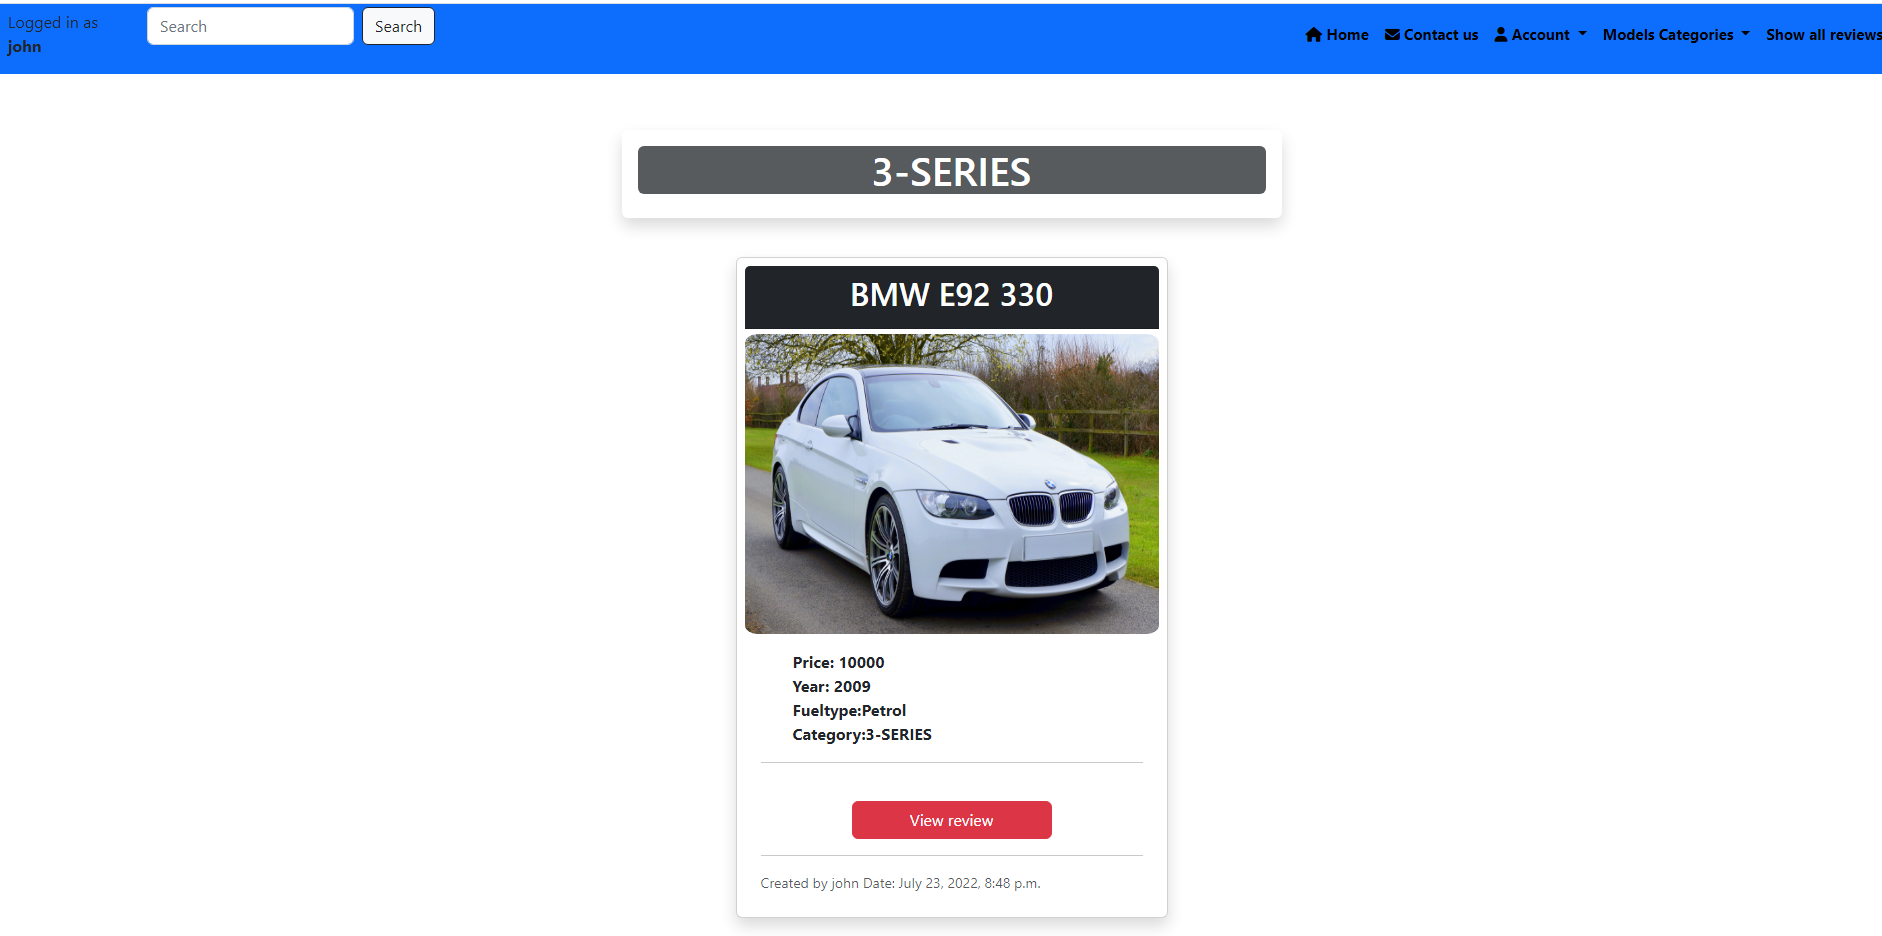 Logged in as
john
Search
Search
Home
Contact us
Account
Models Categories
Show all reviews
3-SERIES
BMW E92 330
Price: 10000
Year: 2009
Fueltype:Petrol
Category:3-SERIES
View review
Created by john Date: July 23, 2022, 8:48 p.m.